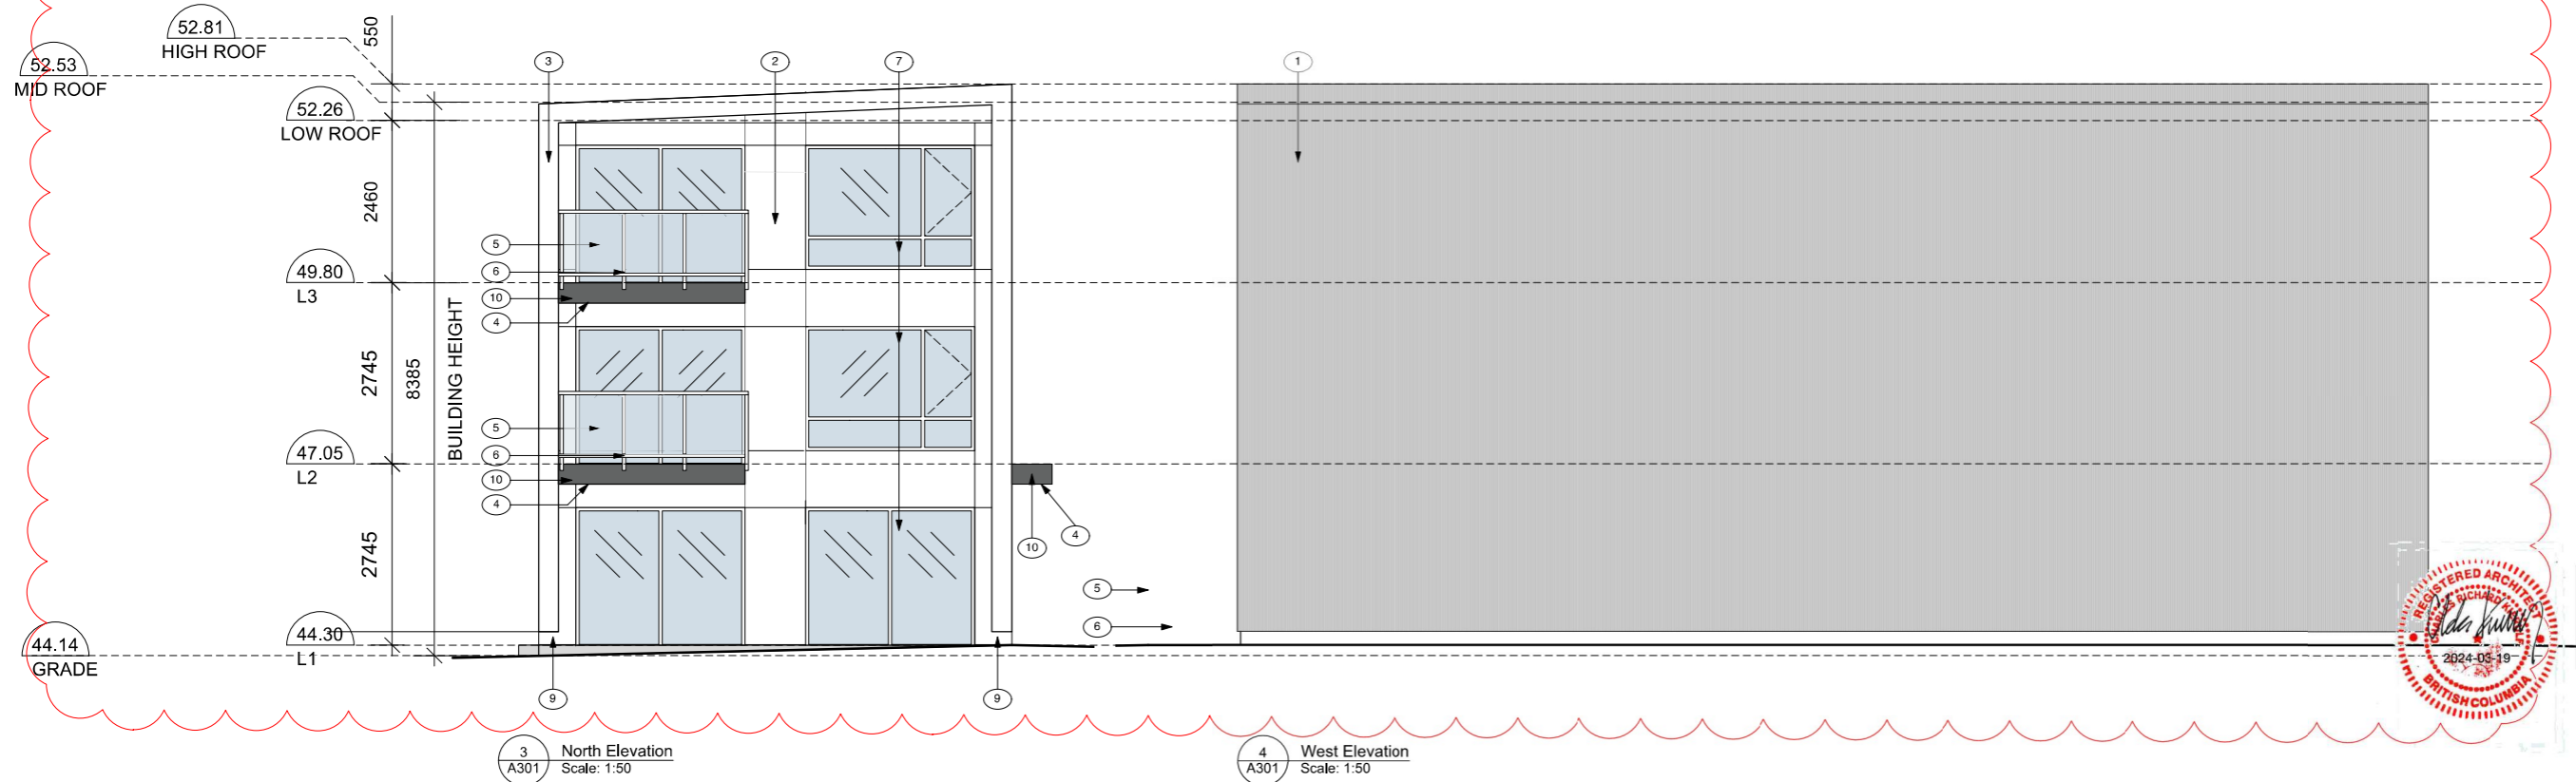 52.81
HIGH ROOF
52.53
MID ROOF
52.26
LOW ROOF
550
2460
49.80
L3
2745
8385
BUILDING HEIGHT
47.05
L2
2745
44.30
L1
44.14
GRADE
3
2
7
1
5
6
10
4
5
6
10
4
10
4
5
6
9
9
3
A301
North Elevation
Scale: 1:50
4
A301
West Elevation
Scale: 1:50
REGISTERED ARCHITECT
CHARLES RICHARD
2024-03-19
BRITISH COLUMBIA